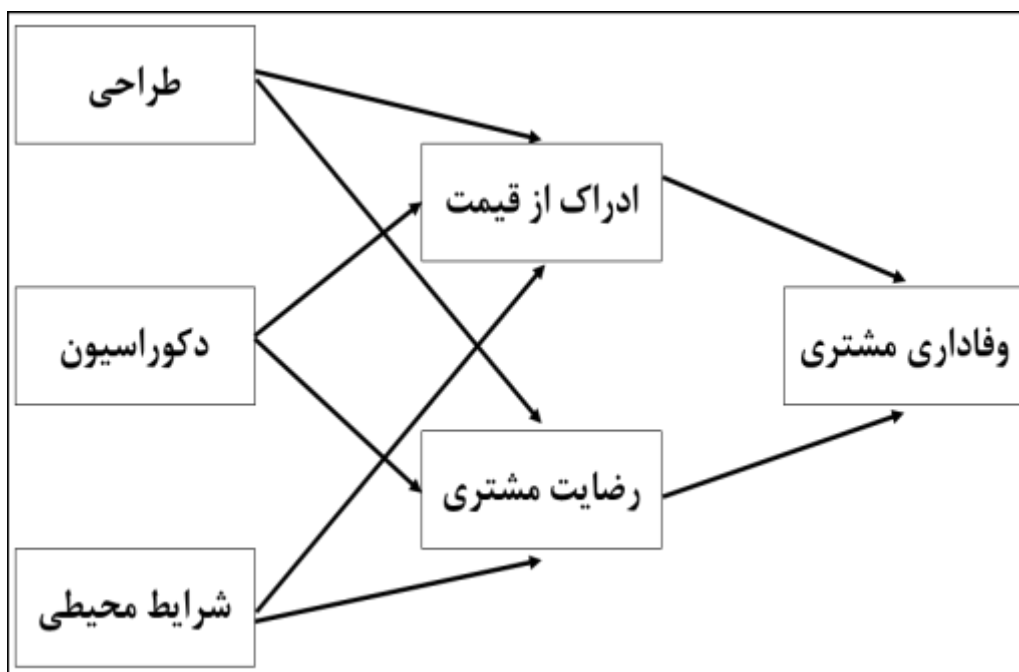 طراحی
ادراک از قیمت
دکوراسیون
وفاداری مشتری
رضایت مشتری
شرایط محیطی